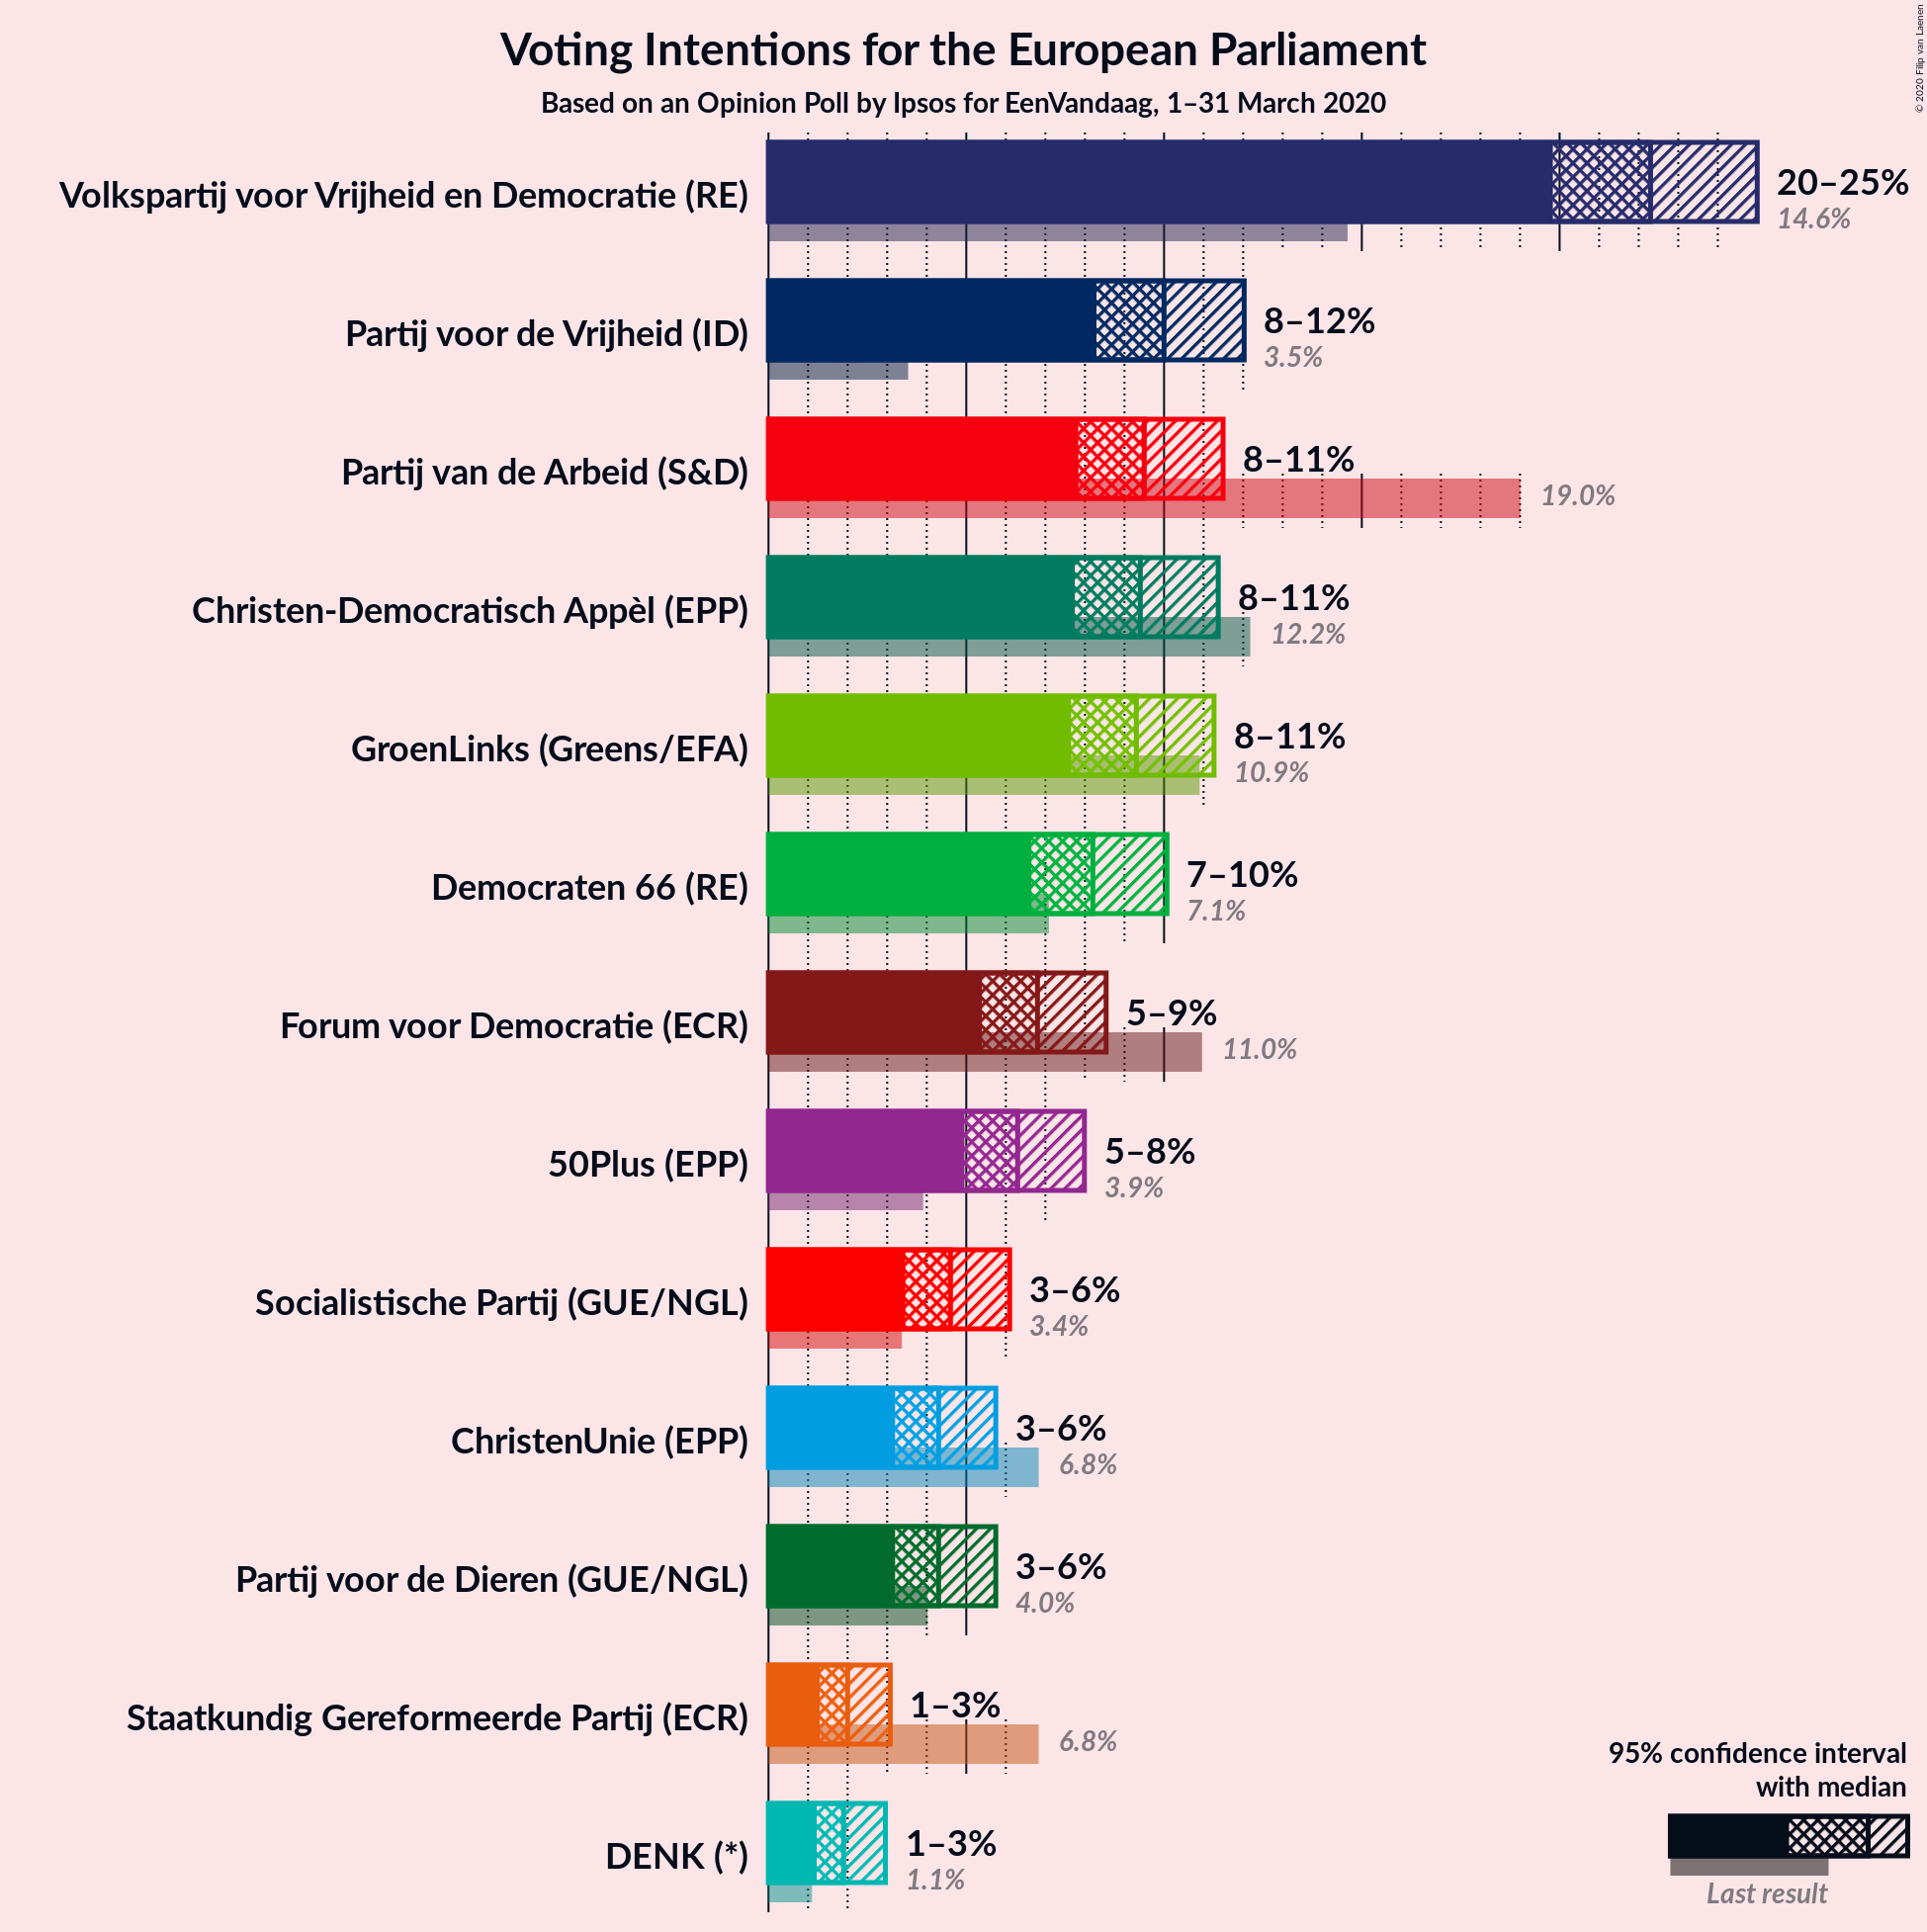 Voting Intentions for the European Parliament
Based on an Opinion Poll by Ipsos for EenVandaag, 1–31 March 2020
© 2020 Filip van Laenen
Volkspartij voor Vrijheid en Democratie (RE)
20–25%
14.6%
Partij voor de Vrijheid (ID)
8–12%
3.5%
Partij van de Arbeid (S&D)
8–11%
19.0%
Christen-Democratisch Appèl (EPP)
8–11%
12.2%
GroenLinks (Greens/EFA)
8–11%
10.9%
Democraten 66 (RE)
7–10%
7.1%
Forum voor Democratie (ECR)
5–9%
11.0%
50Plus (EPP)
5–8%
3.9%
Socialistische Partij (GUE/NGL)
3–6%
3.4%
ChristenUnie (EPP)
3–6%
6.8%
Partij voor de Dieren (GUE/NGL)
3–6%
4.0%
Staatkundig Gereformeerde Partij (ECR)
1–3%
6.8%
DENK (*)
1–3%
1.1%
95% confidence interval
with median
Last result